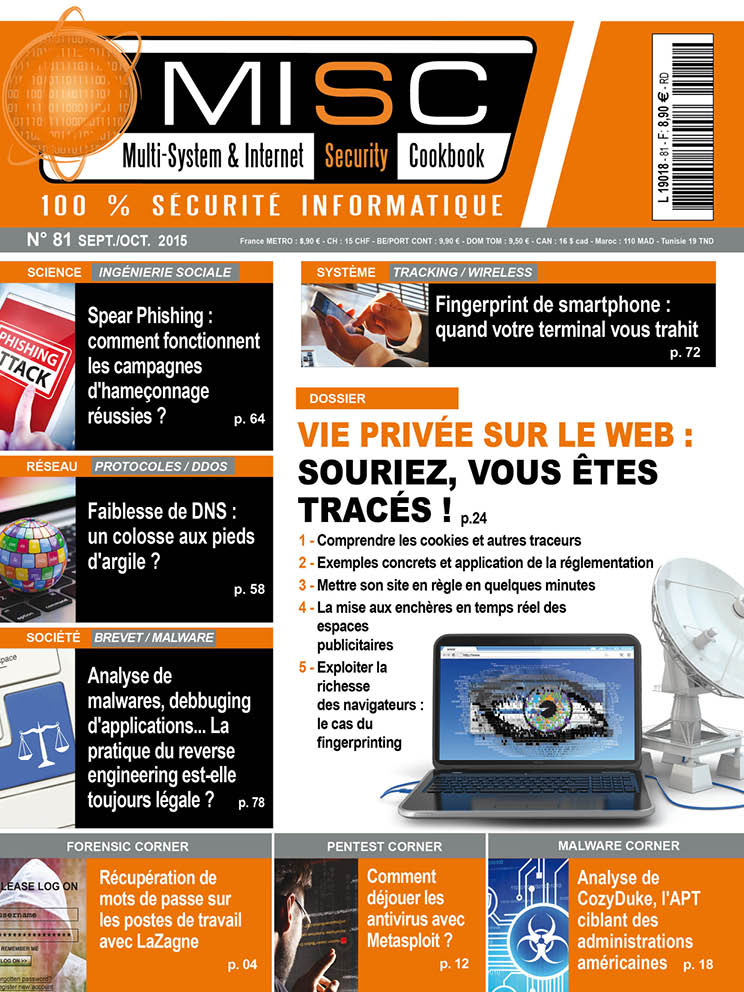 MISC
Multi-System & Internet Security Cookbook
100 % SÉCURITÉ INFORMATIQUE
L 19018 - 81 - F: 8,90 € - RD
N° 81 SEPT./OCT. 2015
France METRO : 8,90 € - CH : 15 CHF - BE/PORT CONT : 9,90 € - DOM TOM : 9,50 € - CAN : 16 $ cad - Maroc : 110 MAD - Tunisie 19 TND
SCIENCE INGÉNIERIE SOCIALE
PHISHING
ATTACK
Spear Phishing :
comment fonctionnent
les campagnes
d'hameçonnage
réussies ?
p. 64
SYSTÈME TRACKING / WIRELESS
Fingerprint de smartphone :
quand votre terminal vous trahit
p. 72
RÉSEAU PROTOCOLES / DDOS
Faiblesse de DNS :
un colosse aux pieds
d'argile ?
p. 58
SOCIÉTÉ BREVET / MALWARE
Analyse de
malwares, debbuging
d'applications... La
pratique du reverse
engineering est-elle
toujours légale ?
p. 78
DOSSIER
VIE PRIVÉE SUR LE WEB :
SOURIEZ, VOUS ÊTES
TRACÉS ! p.24
1 - Comprendre les cookies et autres traceurs
2 - Exemples concrets et application de la réglementation
3 - Mettre son site en règle en quelques minutes
4 - La mise aux enchères en temps réel des
espaces
publicitaires
5 - Exploiter la
richesse
des navigateurs :
le cas du
fingerprinting
FORENSIC CORNER
LEASE LOG ON
username
REMEMBER ME
LOG ON >>
forgotten password?
register new account
Récupération de
mots de passe sur
les postes de travail
avec LaZagne
p. 04
PENTEST CORNER
Comment
déjouer les
antivirus avec
Metasploit ?
p. 12
MALWARE CORNER
Analyse de
CozyDuke, l'APT
ciblant des
administrations
américaines
p. 18